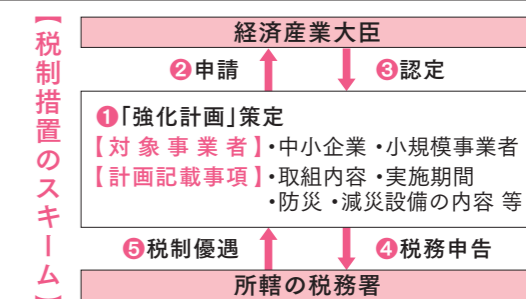 【税制措置のスキーム】
経済産業大臣
❷申請 ❸認定
❶「強化計画」策定
【対象事業者】・中小企業 ・小規模事業者
【計画記載事項】・取組内容 ・実施期間
・防災・減災設備の内容 等
❺税制優遇 ❹税務申告
所轄の税務署